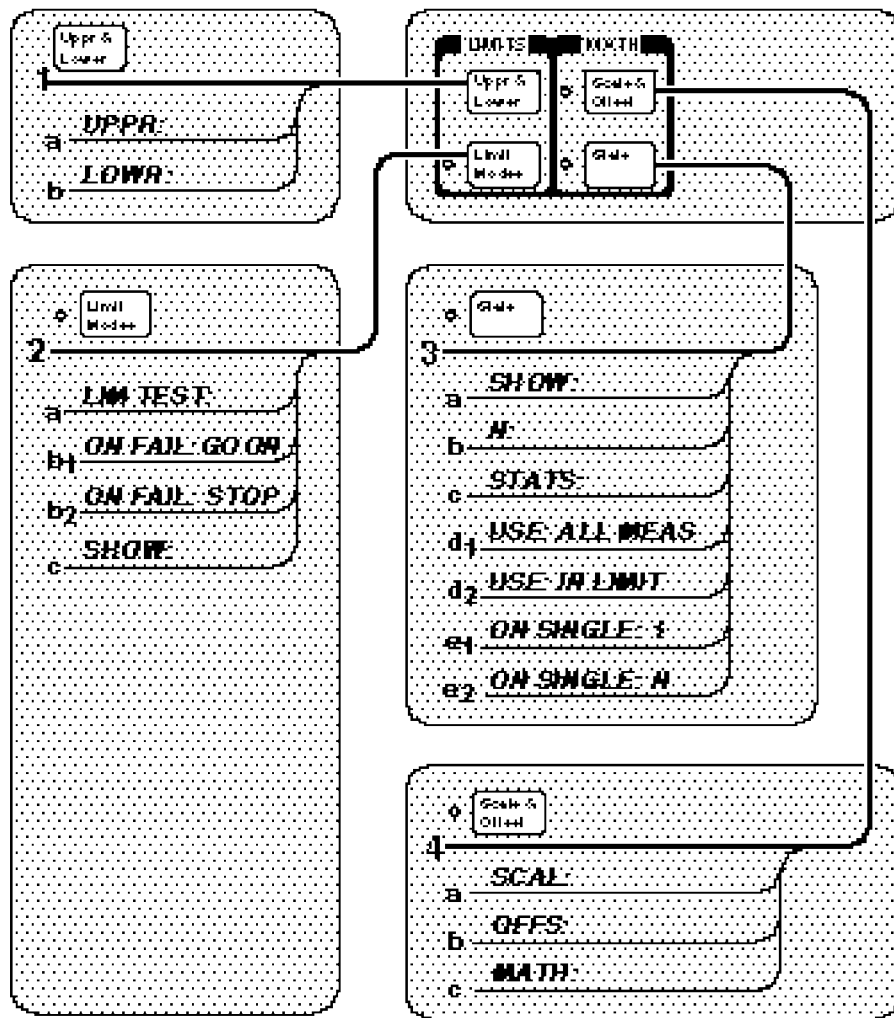 Uppr & Lower
1
a UPPR:
b LOWR:
LIMITS
MATH
Uppr & Lower
Scale & Offset
Limit Modes
Stats
Limit Modes
2
a LIM TEST:
b1 ON FAIL: GO ON
b2 ON FAIL: STOP
c SHOW:
Stats
3
a SHOW:
b N:
c STATS:
d1 USE: ALL MEAS
d2 USE: IN LIMIT
e1 ON SINGLE: 1
e2 ON SINGLE: N
Scale & Offset
4
a SCAL:
b OFFS:
c MATH: